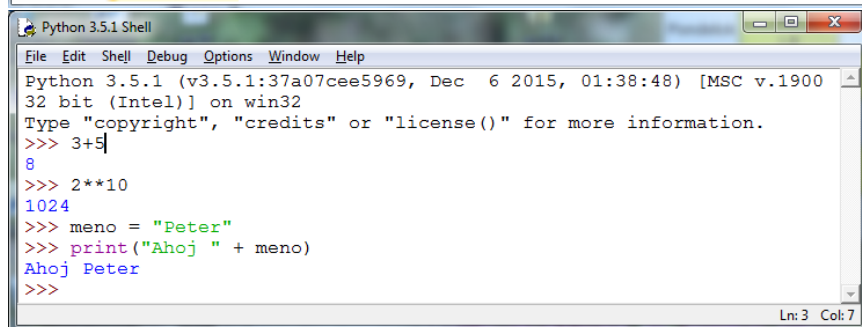 Python 3.5.1 Shell
File Edit Shell Debug Options Window Help
Python 3.5.1 (v3.5.1:37a07cee5969, Dec  6 2015, 01:38:48) [MSC v.1900
32 bit (Intel)] on win32
Type "copyright", "credits" or "license()" for more information.
>>> 3+5
8
>>> 2**10
1024
>>> meno = "Peter"
>>> print("Ahoj " + meno)
Ahoj Peter
>>>
Ln: 3 Col: 7